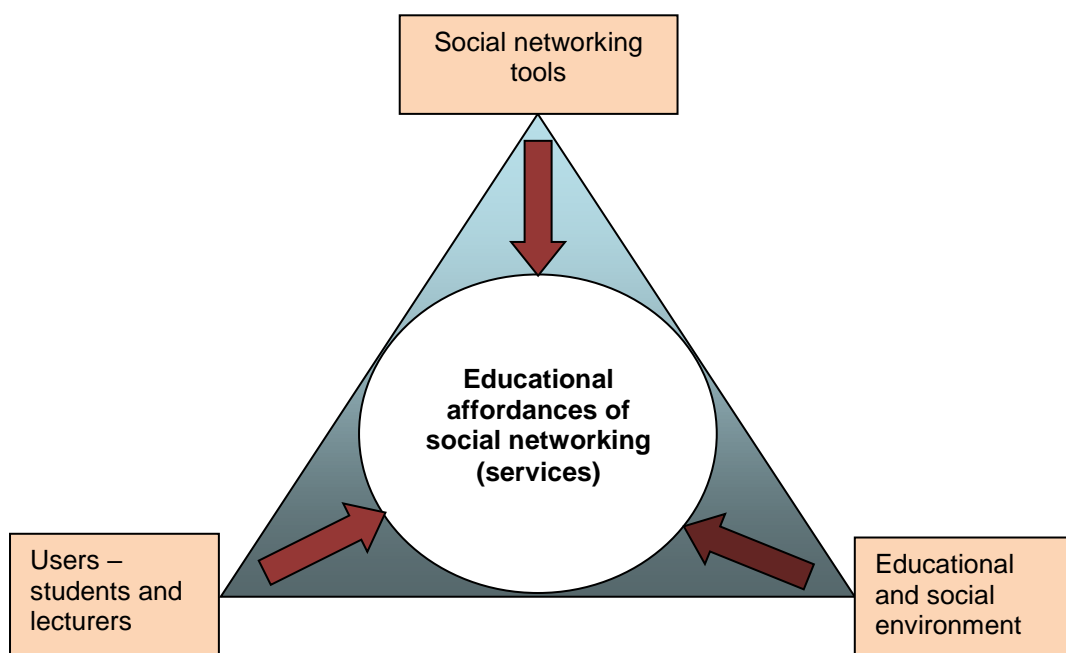 Social networking
tools
Educational
affordances of
social networking
(services)
Users –
students and
lecturers
Educational
and social
environment